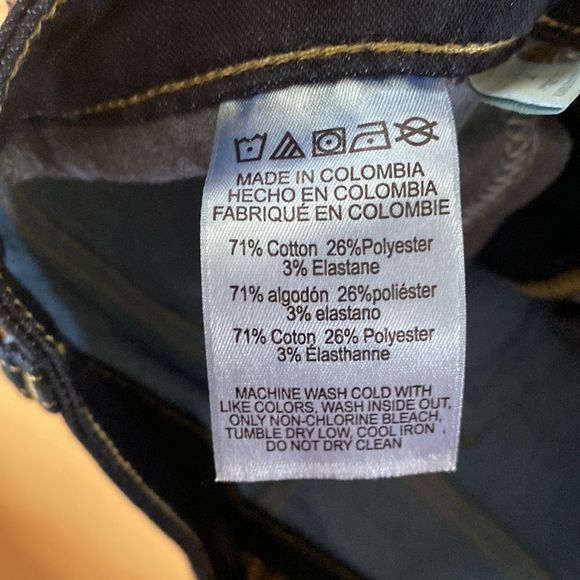 MADE IN COLOMBIA
HECHO EN COLOMBIA
FABRIQUÉ EN COLOMBIE
71% Cotton 26%Polyester
3% Elastane
71% algodón 26%poliéster
3% elastano
71% Coton 26% Polyester
3% Élasthanne
MACHINE WASH COLD WITH
LIKE COLORS, WASH INSIDE OUT,
ONLY NON-CHLORINE BLEACH,
TUMBLE DRY LOW, COOL IRON
DO NOT DRY CLEAN